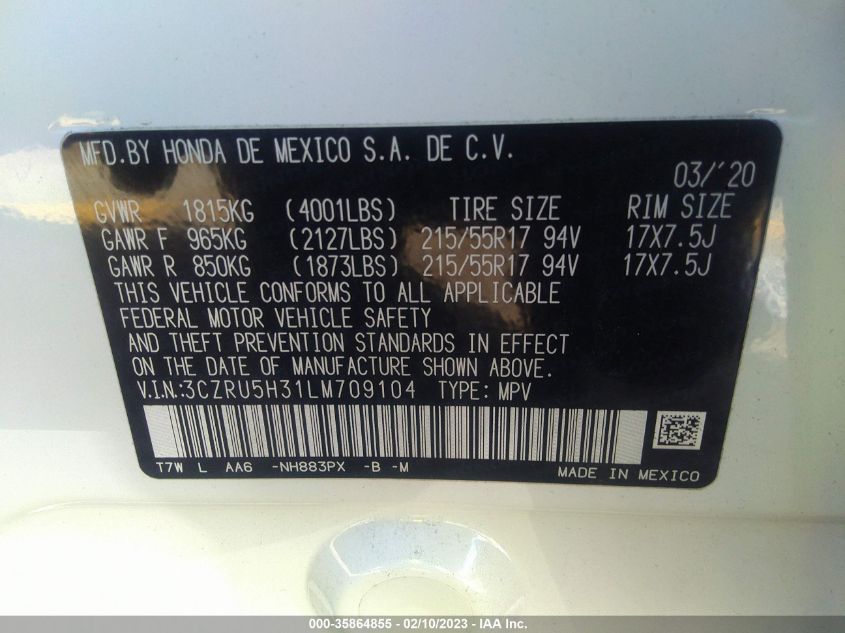 MFD.BY HONDA DE MEXICO S.A. DE C.V.
03/'20
GVWR 1815KG (4001LBS) TIRE SIZE RIM SIZE
GAWR F 965KG (2127LBS) 215/55R17 94V 17X7.5J
GAWR R 850KG (1873LBS) 215/55R17 94V 17X7.5J
THIS VEHICLE CONFORMS TO ALL APPLICABLE
FEDERAL MOTOR VEHICLE SAFETY
AND THEFT PREVENTION STANDARDS IN EFFECT
ON THE DATE OF MANUFACTURE SHOWN ABOVE.
V.I.N.:3CZRU5H31LM709104 TYPE: MPV
T7W L AA6 -NH883PX -B -M
MADE IN MEXICO
000-35864855 - 02/10/2023 - IAA Inc.